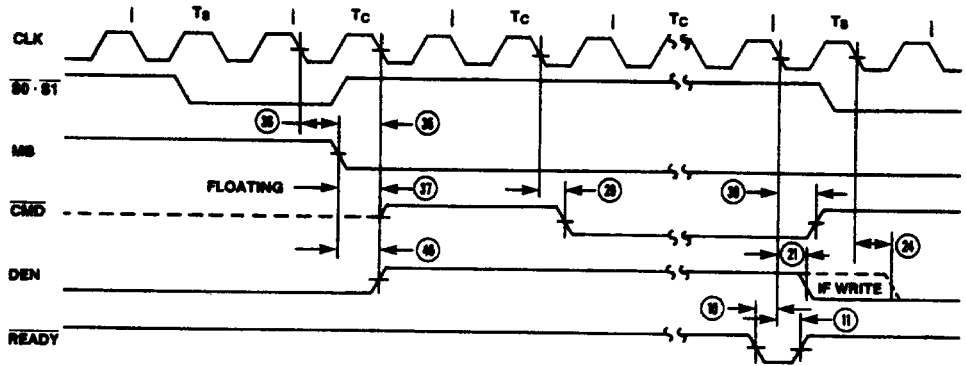 Ts Tc Tc Tc Ts
CLK
S0 · S1
35 36
MB
FLOATING 37 29
CMD
30
46 21 24
DEN
IF WRITE
10 11
READY